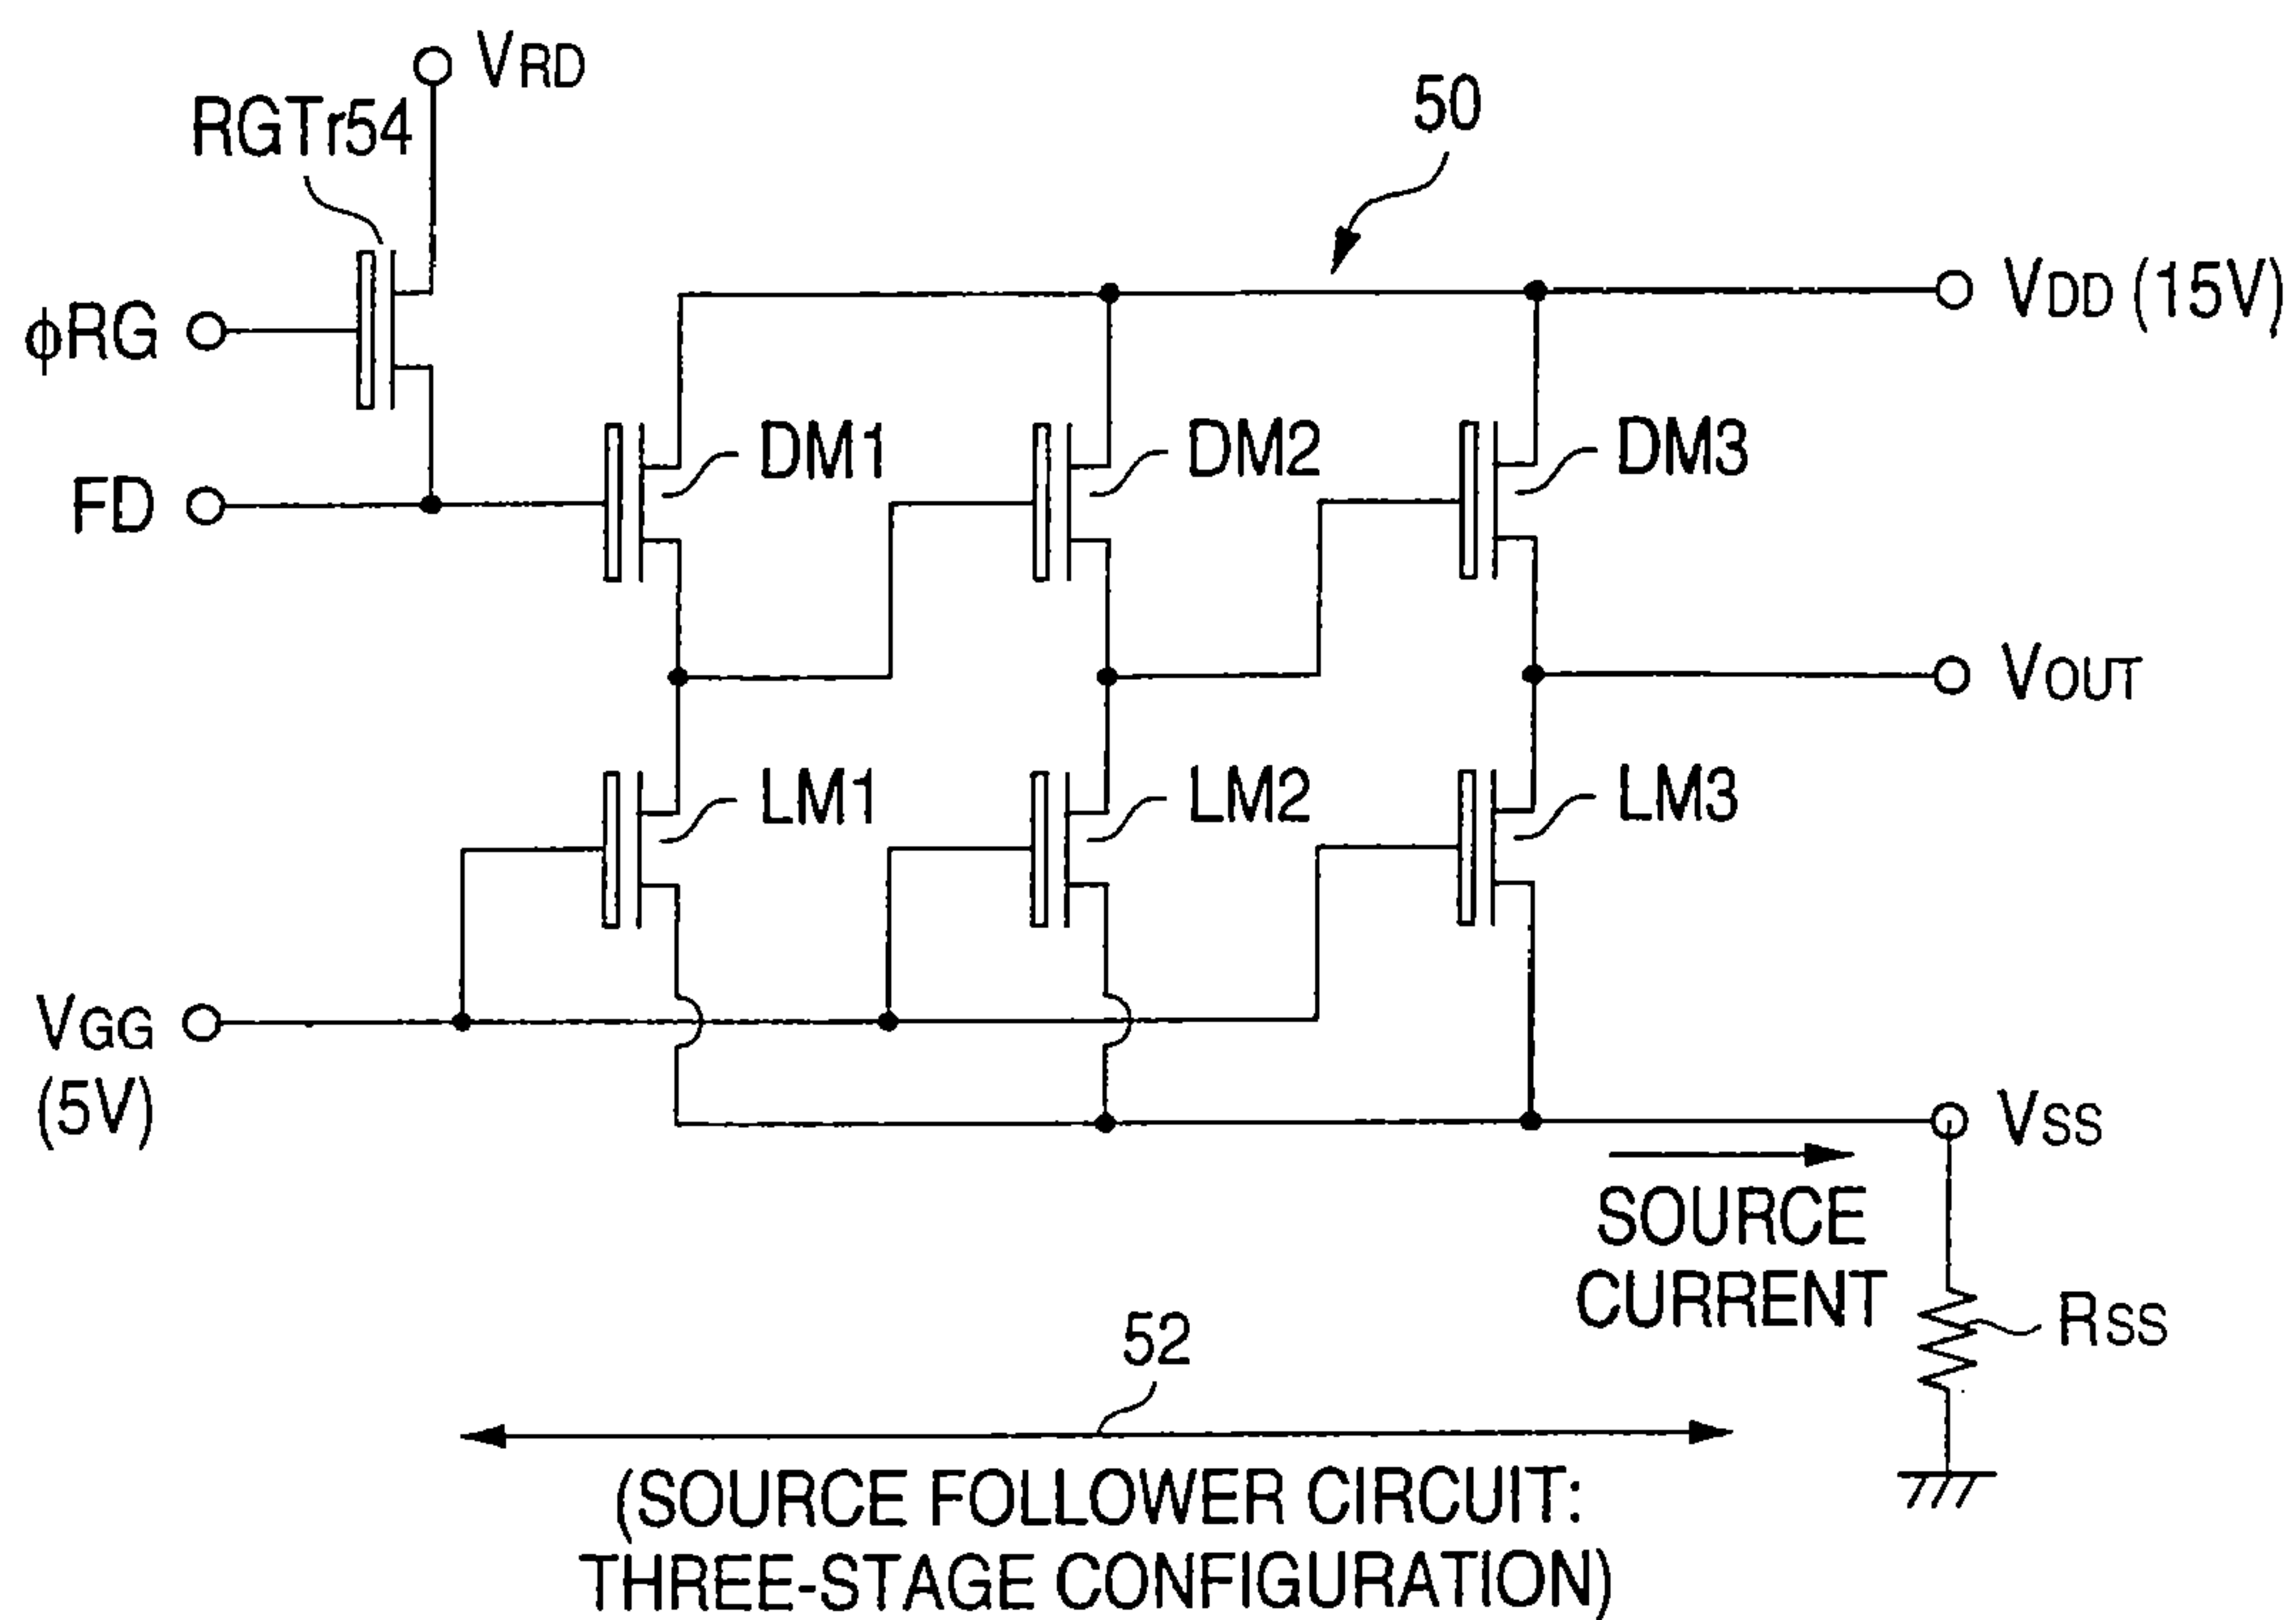 VRD
RGTr54
50
VDD (15V)
φRG
DM1
DM2
DM3
FD
VOUT
LM1
LM2
LM3
VGG
(5V)
VSS
SOURCE
CURRENT
RSS
52
(SOURCE FOLLOWER CIRCUIT:
THREE-STAGE CONFIGURATION)